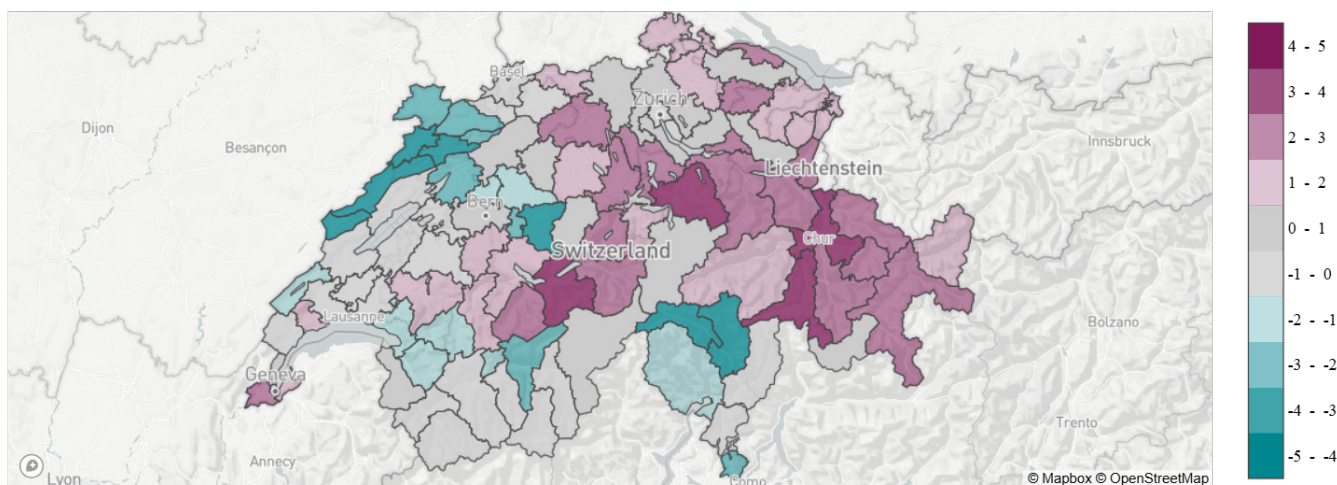 Basel
Zurich
Dijon
Besançon
Innsbruck
Liechtenstein
Bern
Switzerland
Chur
Lausanne
Bolzano
Geneva
Trento
Annecy
Lyon
Como
© Mapbox © OpenStreetMap
4 - 5
3 - 4
2 - 3
1 - 2
0 - 1
-1 - 0
-2 - -1
-3 - -2
-4 - -3
-5 - -4